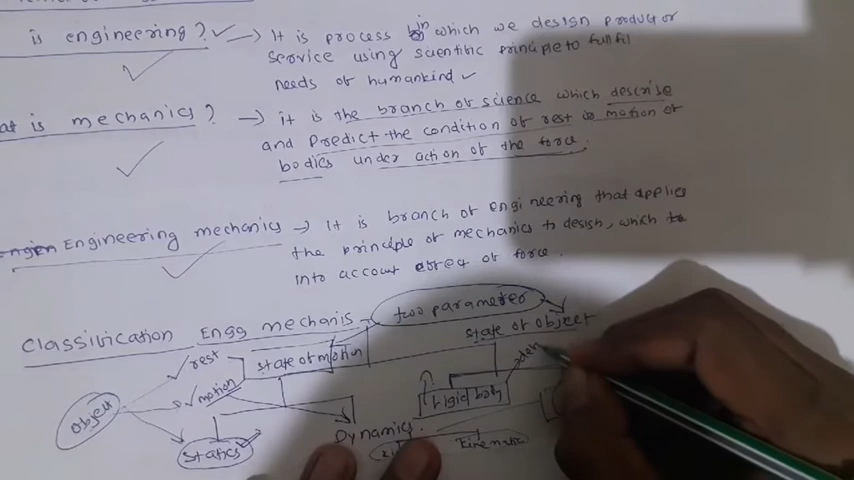 is engineering? → It is process in which we design product or
service using scientific principle to fulfil
needs of humankind
at is mechanics? → it is the branch of science which describe
and predict the condition of rest is motion of
bodies under action of the force.
Engineering mechanics → It is branch of engineering that applies
the principle of mechanics to design, which
into account effect of force.
Classification Engg mechanis two parameter
state of motion state of object
rest
motion
object
statics
Dynamics.
rigid body
def
Kinematic